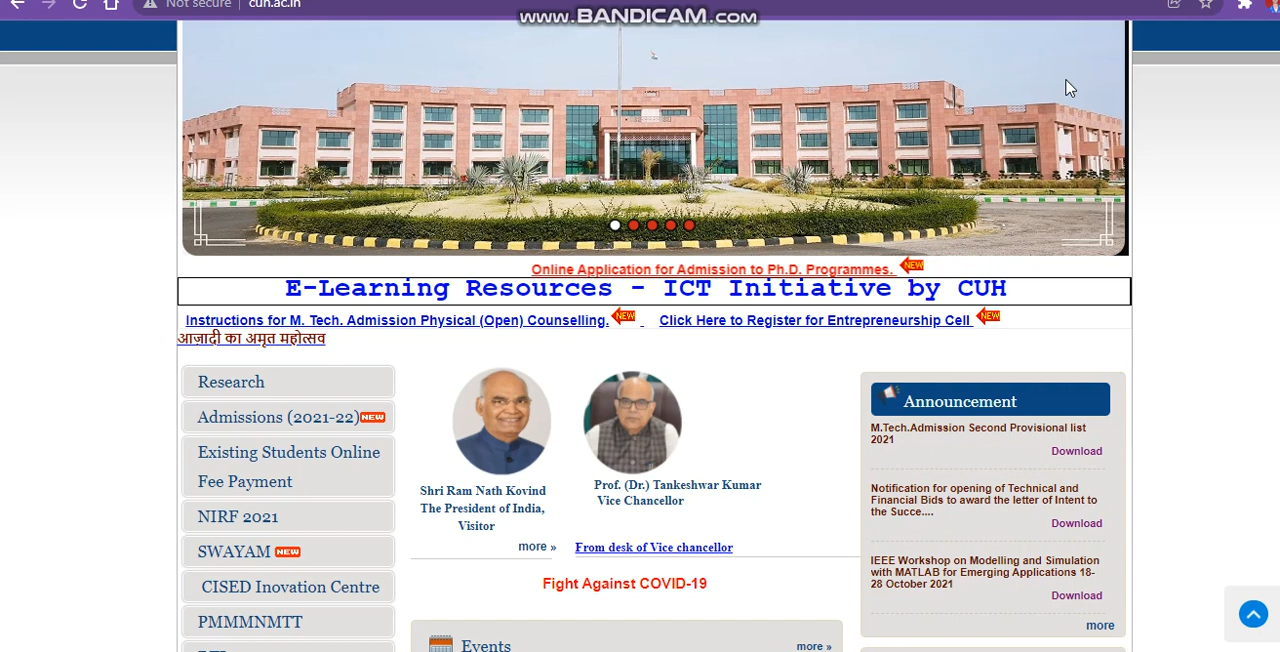 Not secure | cuh.ac.in
WWW.BANDICAM.COM
Online Application for Admission to Ph.D. Programmes. NEW
E-Learning Resources - ICT Initiative by CUH
Instructions for M. Tech. Admission Physical (Open) Counselling. NEW Click Here to Register for Entrepreneurship Cell NEW
आज़ादी का अमृत महोत्सव
Research
Admissions (2021-22) NEW
Existing Students Online
Fee Payment
NIRF 2021
SWAYAM NEW
CISED Inovation Centre
PMMMNMTT
Shri Ram Nath Kovind
The President of India,
Visitor
more »
Prof. (Dr.) Tankeshwar Kumar
Vice Chancellor
From desk of Vice chancellor
Fight Against COVID-19
Events
more »
Announcement
M.Tech.Admission Second Provisional list
2021
Download
Notification for opening of Technical and
Financial Bids to award the letter of Intent to
the Succe....
Download
IEEE Workshop on Modelling and Simulation
with MATLAB for Emerging Applications 18-
28 October 2021
Download
more